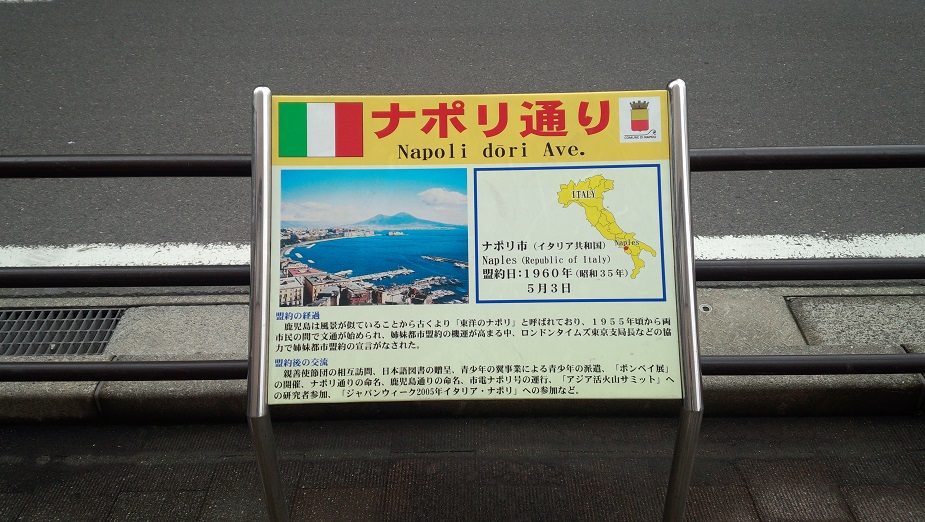 ナポリ通り
COMUNE DI NAPOLI
Napoli dōri Ave.
ITALY
Naples
ナポリ市（イタリア共和国）
Naples (Republic of Italy)
盟約日：1960年（昭和35年）
5月3日
盟約の経過
鹿児島は風景が似ていることから古くより「東洋のナポリ」と呼ばれており、1955年頃から両
市民の間で文通が始められ、姉妹都市盟約の機運が高まる中、ロンドンタイムズ東京支局長などの協
力で姉妹都市盟約の宣言がなされた。
盟約後の交流
親善使節団の相互訪問、日本語図書の贈呈、青少年の翼事業による青少年の派遣、「ポンペイ展」
の開催、ナポリ通りの命名、鹿児島通りの命名、市電ナポリ号の運行、「アジア活火山サミット」へ
の研究者参加、「ジャパンウィーク2005年イタリア・ナポリ」への参加など。